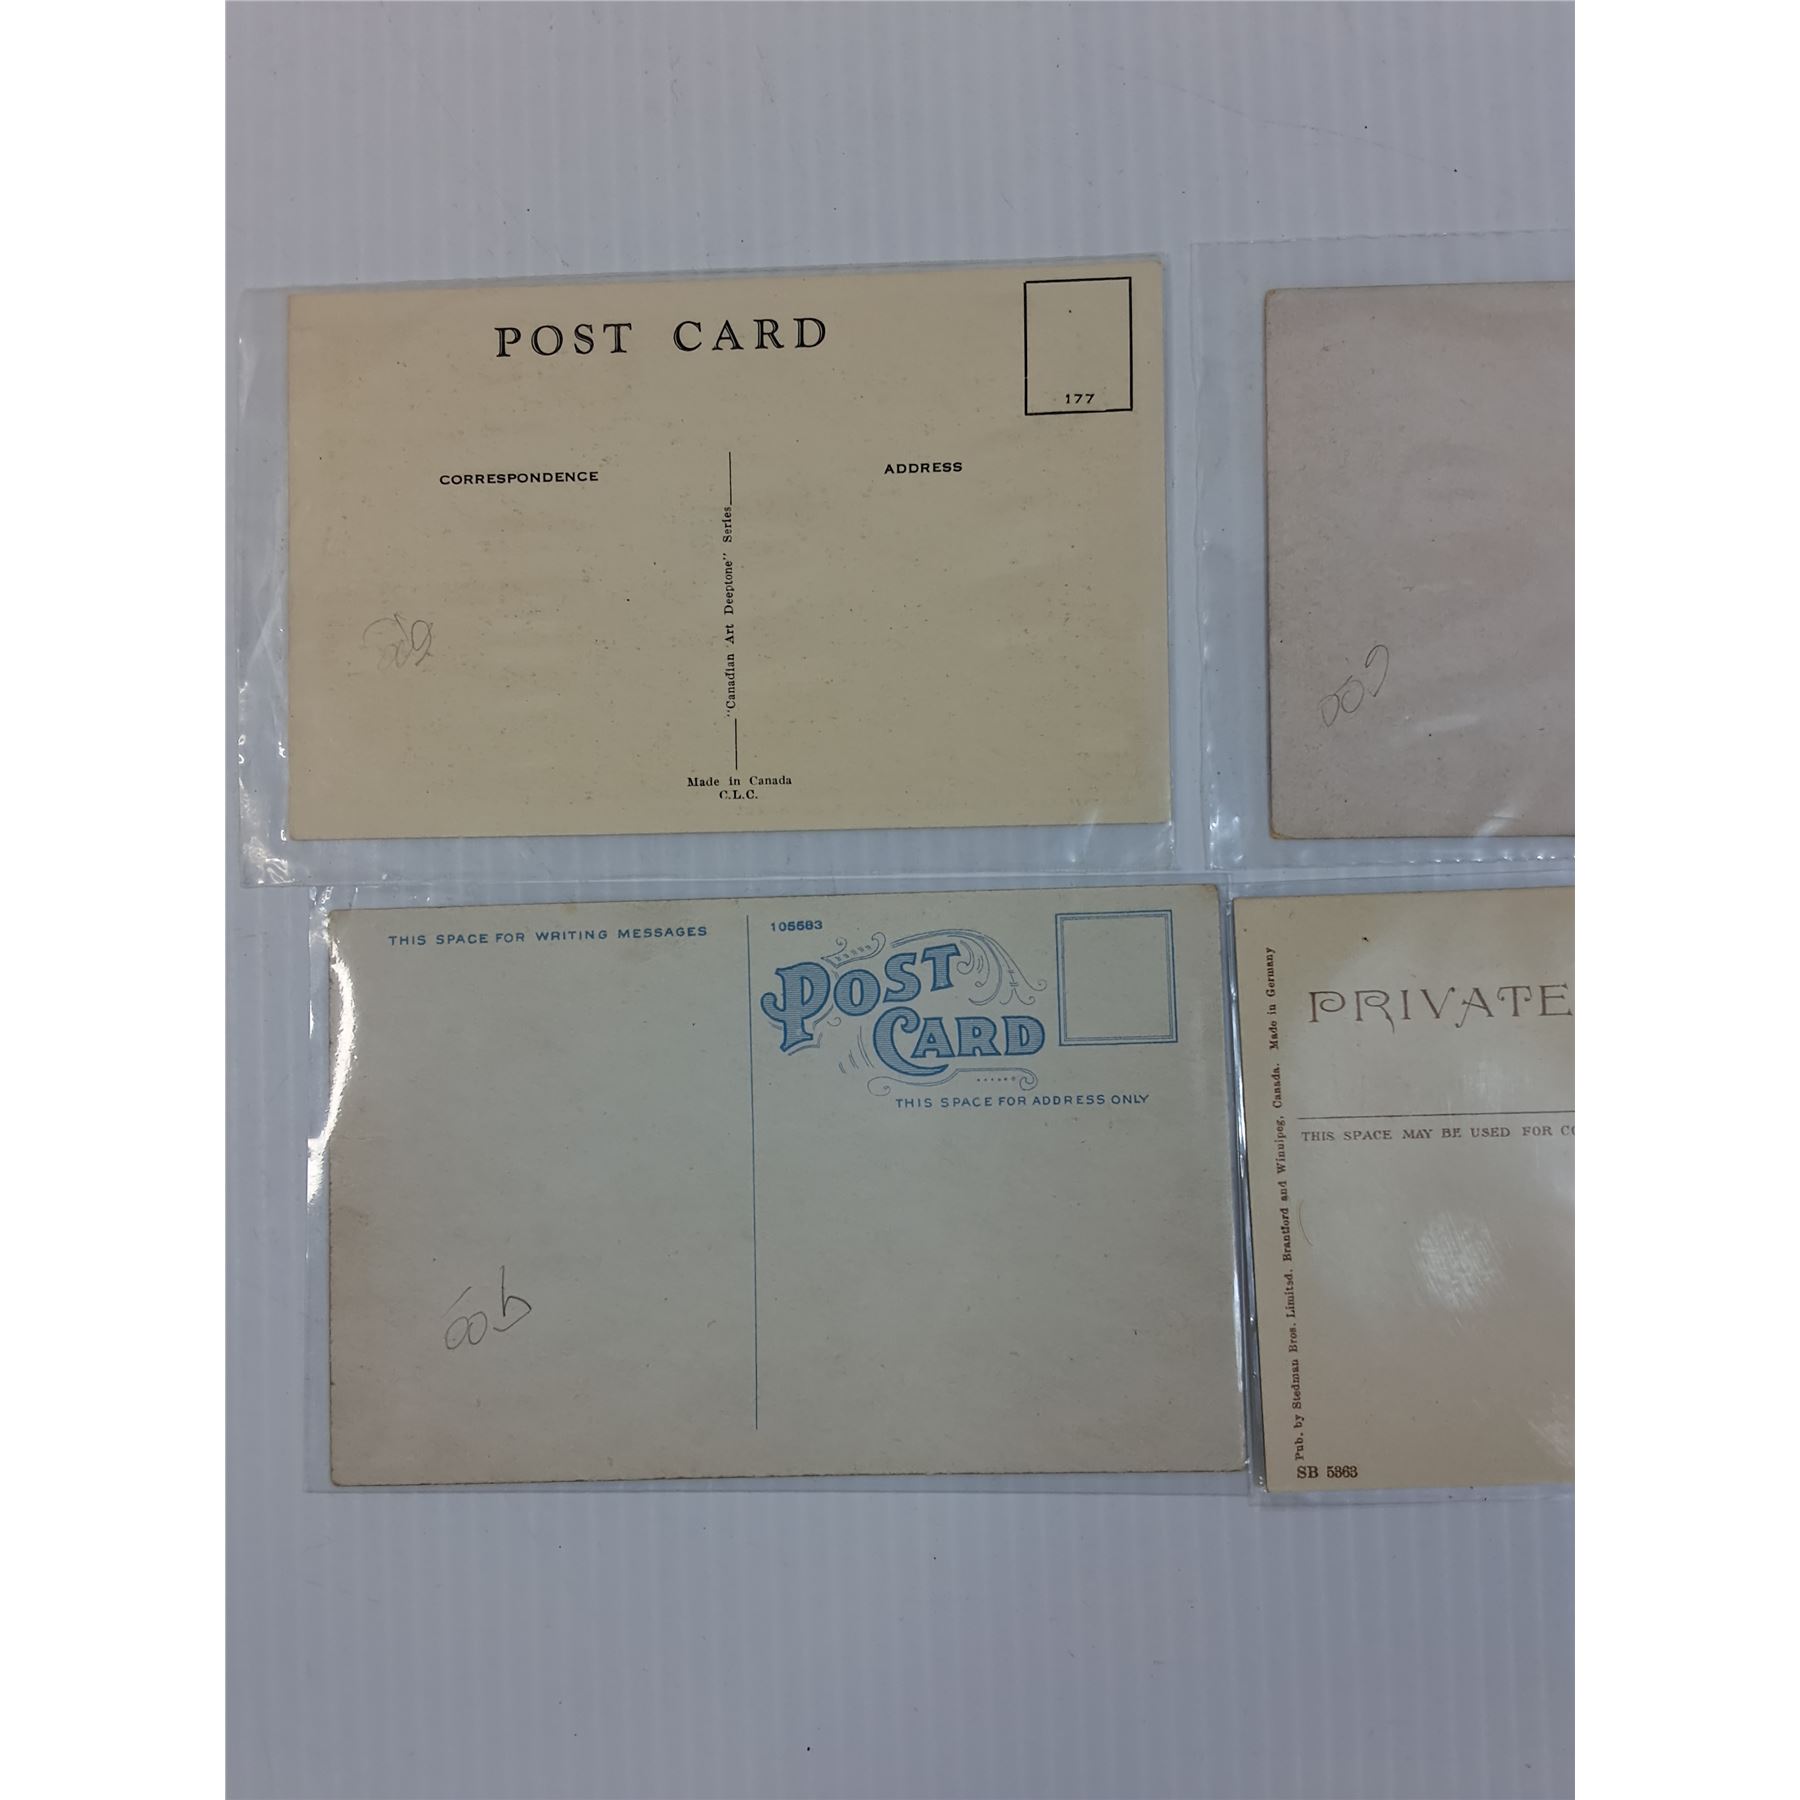 POST CARD
177
CORRESPONDENCE
ADDRESS
"Canadian Art Deeptone" Series
Made in Canada
C.L.C.
THIS SPACE FOR WRITING MESSAGES
105583
POST
CARD
THIS SPACE FOR ADDRESS ONLY
PRIVATE
THIS SPACE MAY BE USED FOR
Pub. by Stedman Bros. Limited. Brantford and Winnipeg, Canada. Made in Germany
SB 5363